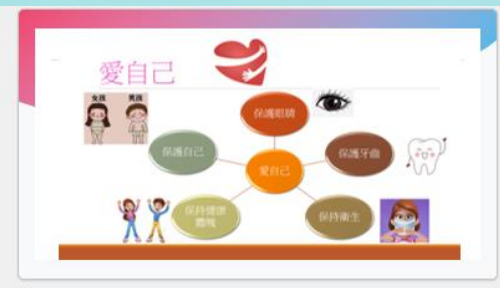 愛自己
女孩 男孩
保護眼睛
保護自己
保護牙齒
愛自己
保持健康
體魄
保持衛生